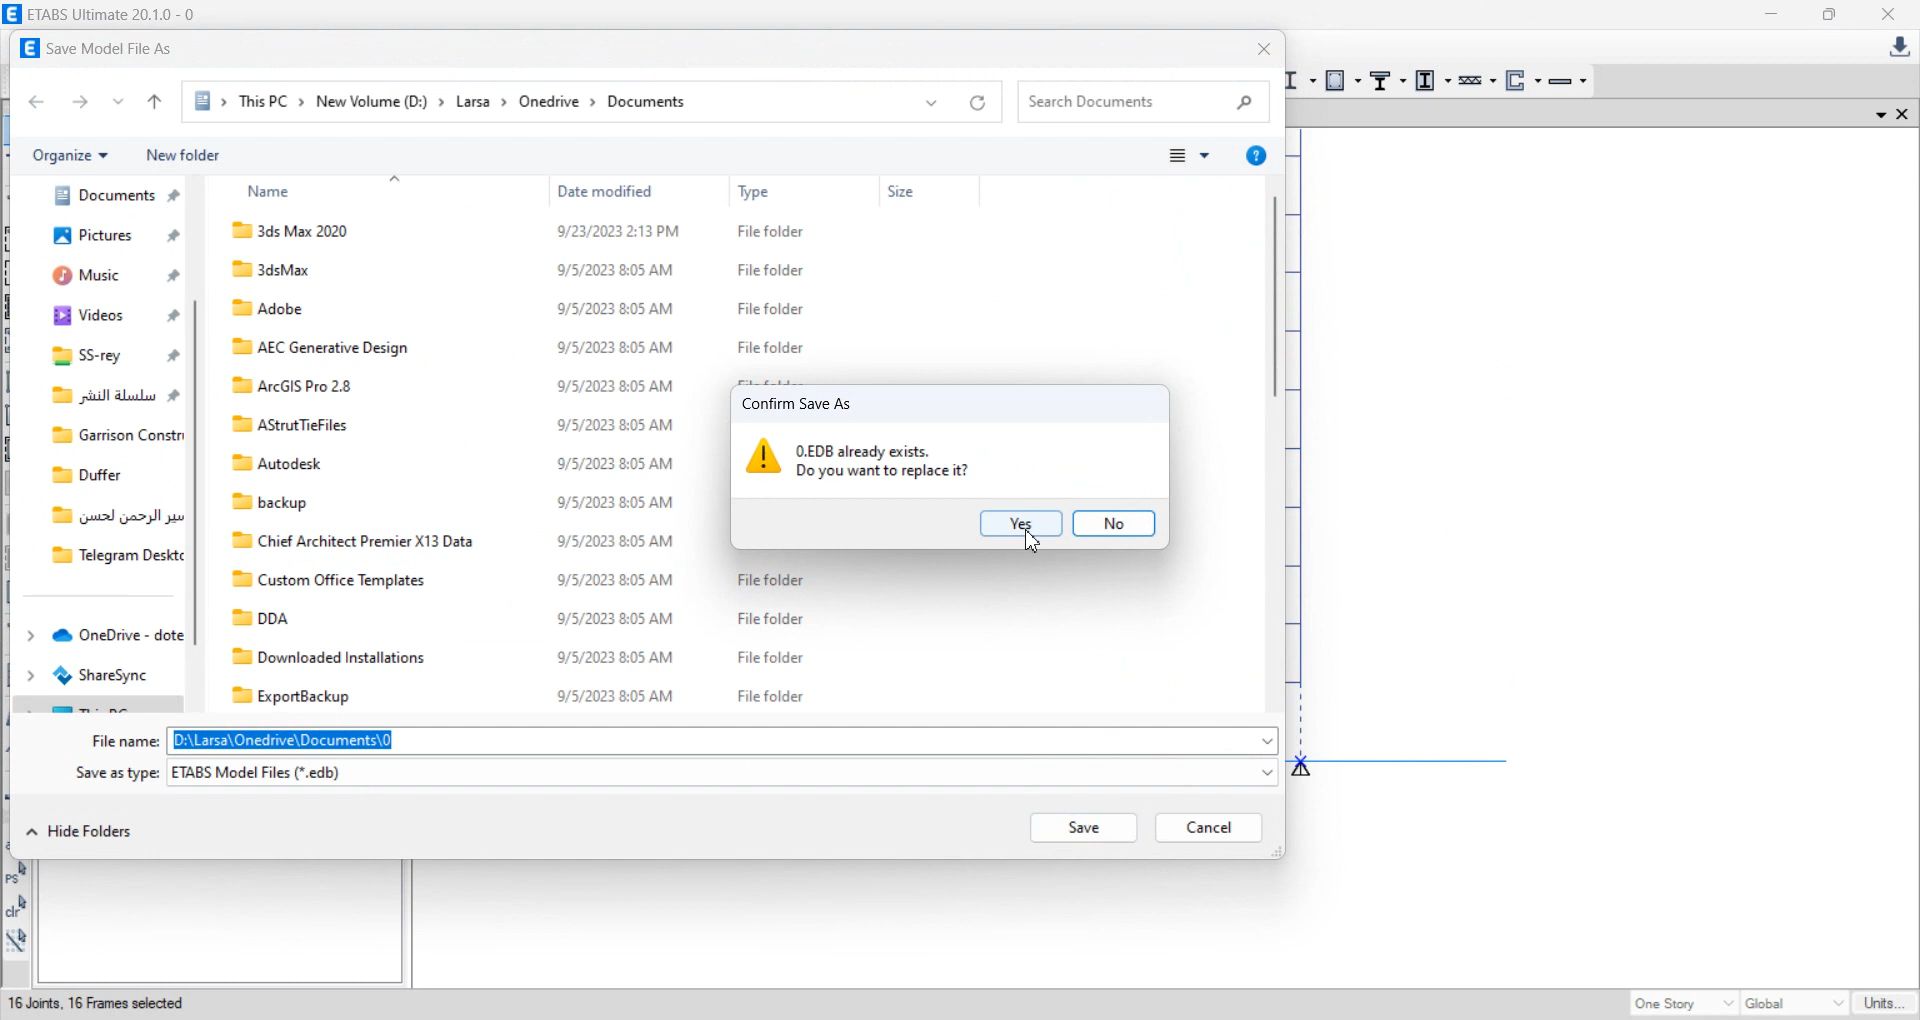 ETABS Ultimate 20.1.0 - 0
Save Model File As
This PC > New Volume (D:) > Larsa > Onedrive > Documents
Search Documents
Organize
New folder
Name
Date modified
Type
Size
Documents
Pictures
Music
Videos
SS-rey
سلسلة النشر
Garrison Constru
Duffer
سير الرحمن لحسن
Telegram Deskto
OneDrive - dote
ShareSync
This PC
3ds Max 2020 9/23/2023 2:13 PM File folder
3dsMax 9/5/2023 8:05 AM File folder
Adobe 9/5/2023 8:05 AM File folder
AEC Generative Design 9/5/2023 8:05 AM File folder
ArcGIS Pro 2.8 9/5/2023 8:05 AM File folder
AStrutTieFiles 9/5/2023 8:05 AM
Autodesk 9/5/2023 8:05 AM
backup 9/5/2023 8:05 AM
Chief Architect Premier X13 Data 9/5/2023 8:05 AM
Custom Office Templates 9/5/2023 8:05 AM File folder
DDA 9/5/2023 8:05 AM File folder
Downloaded Installations 9/5/2023 8:05 AM File folder
ExportBackup 9/5/2023 8:05 AM File folder
Confirm Save As
0.EDB already exists.
Do you want to replace it?
Yes
No
File name: D:\Larsa\Onedrive\Documents\0
Save as type: ETABS Model Files (*.edb)
Hide Folders
Save
Cancel
PS
clr
16 Joints, 16 Frames selected
One Story
Global
Units...